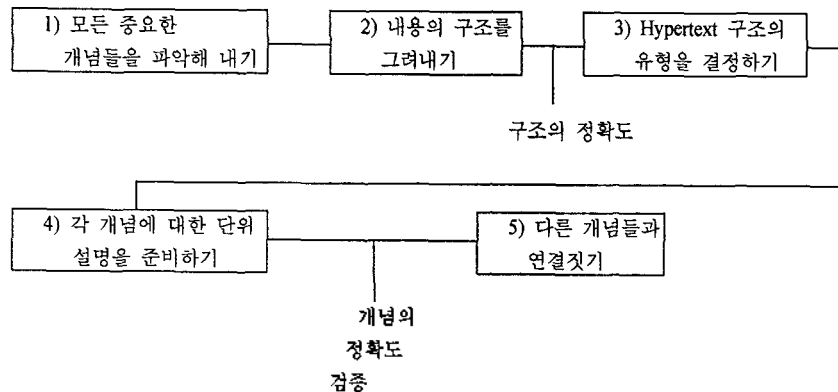 1) 모든 중요한
개념들을 파악해 내기
2) 내용의 구조를
그려내기
3) Hypertext 구조의
유형을 결정하기
구조의 정확도
4) 각 개념에 대한 단위
설명을 준비하기
5) 다른 개념들과
연결짓기
개념의
정확도
검증